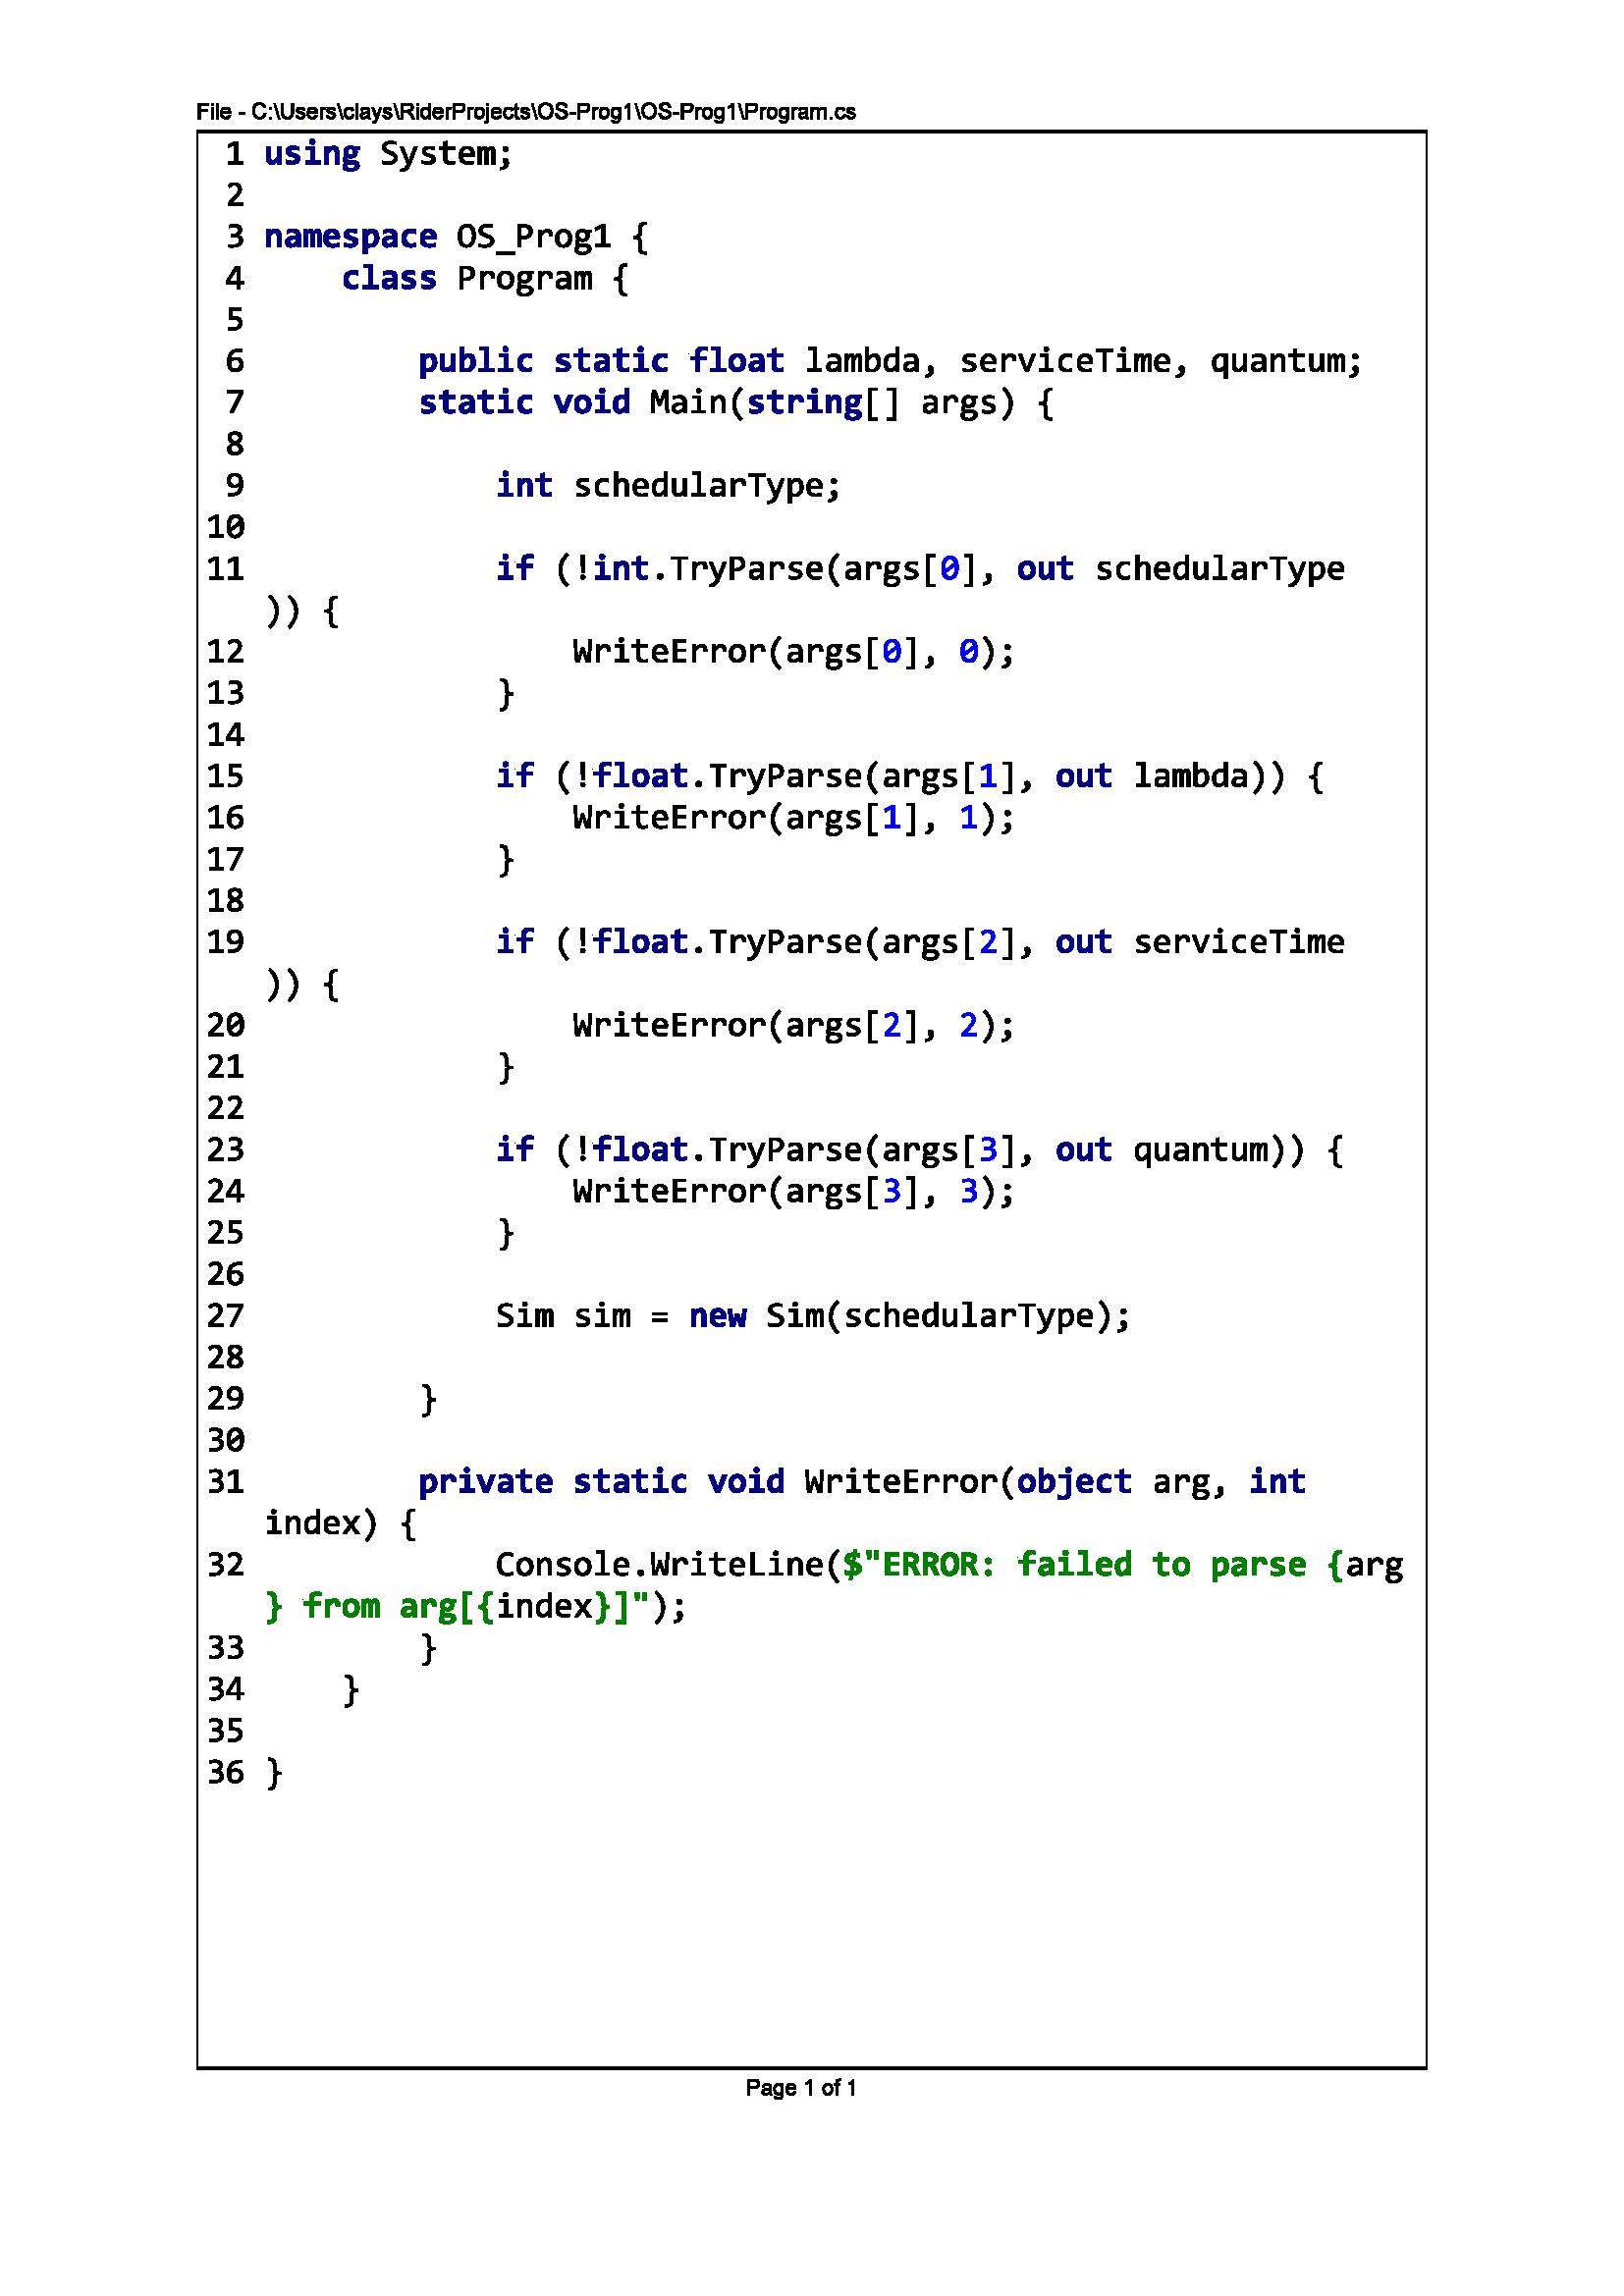 File - C:\Users\clays\RiderProjects\OS-Prog1\OS-Prog1\Program.cs
1 using System;
2
3 namespace OS_Prog1 {
4     class Program {
5
6         public static float lambda, serviceTime, quantum;
7         static void Main(string[] args) {
8
9             int schedularType;
10
11             if (!int.TryParse(args[0], out schedularType
)) {
12                 WriteError(args[0], 0);
13             }
14
15             if (!float.TryParse(args[1], out lambda)) {
16                 WriteError(args[1], 1);
17             }
18
19             if (!float.TryParse(args[2], out serviceTime
)) {
20                 WriteError(args[2], 2);
21             }
22
23             if (!float.TryParse(args[3], out quantum)) {
24                 WriteError(args[3], 3);
25             }
26
27             Sim sim = new Sim(schedularType);
28
29         }
30
31         private static void WriteError(object arg, int
index) {
32             Console.WriteLine($"ERROR: failed to parse {arg
} from arg[{index}]");
33         }
34     }
35
36 }
Page 1 of 1